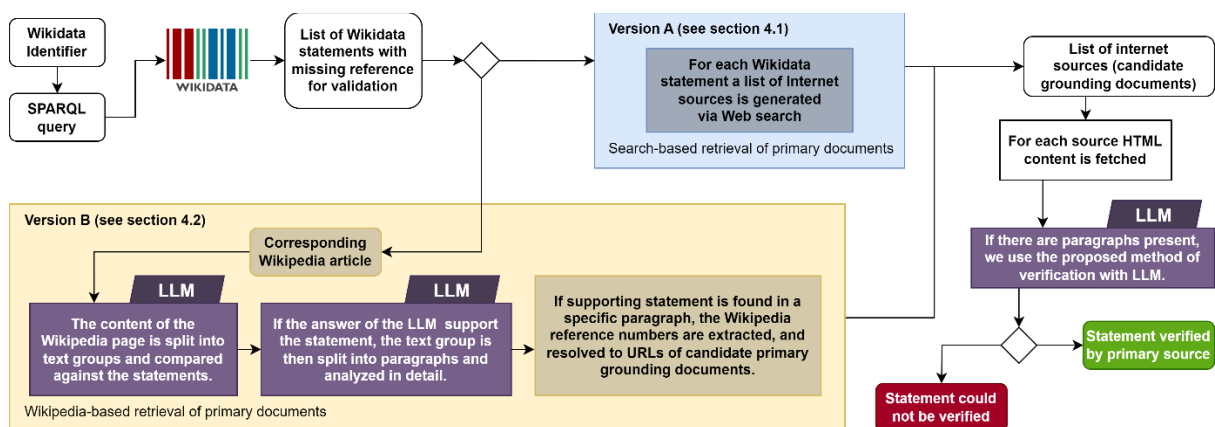 Wikidata
Identifier
SPARQL
query
WIKIDATA
List of Wikidata
statements with
missing reference
for validation
Version A (see section 4.1)
For each Wikidata
statement a list of Internet
sources is generated
via Web search
Search-based retrieval of primary documents
List of internet
sources (candidate
grounding documents)
For each source HTML
content is fetched
LLM
If there are paragraphs present,
we use the proposed method of
verification with LLM.
Statement verified
by primary source
Statement could
not be verified
Version B (see section 4.2)
Corresponding
Wikipedia article
LLM
The content of the
Wikipedia page is split into
text groups and compared
against the statements.
LLM
If the answer of the LLM support
the statement, the text group is
then split into paragraphs and
analyzed in detail.
If supporting statement is found in a
specific paragraph, the Wikipedia
reference numbers are extracted, and
resolved to URLs of candidate primary
grounding documents.
Wikipedia-based retrieval of primary documents